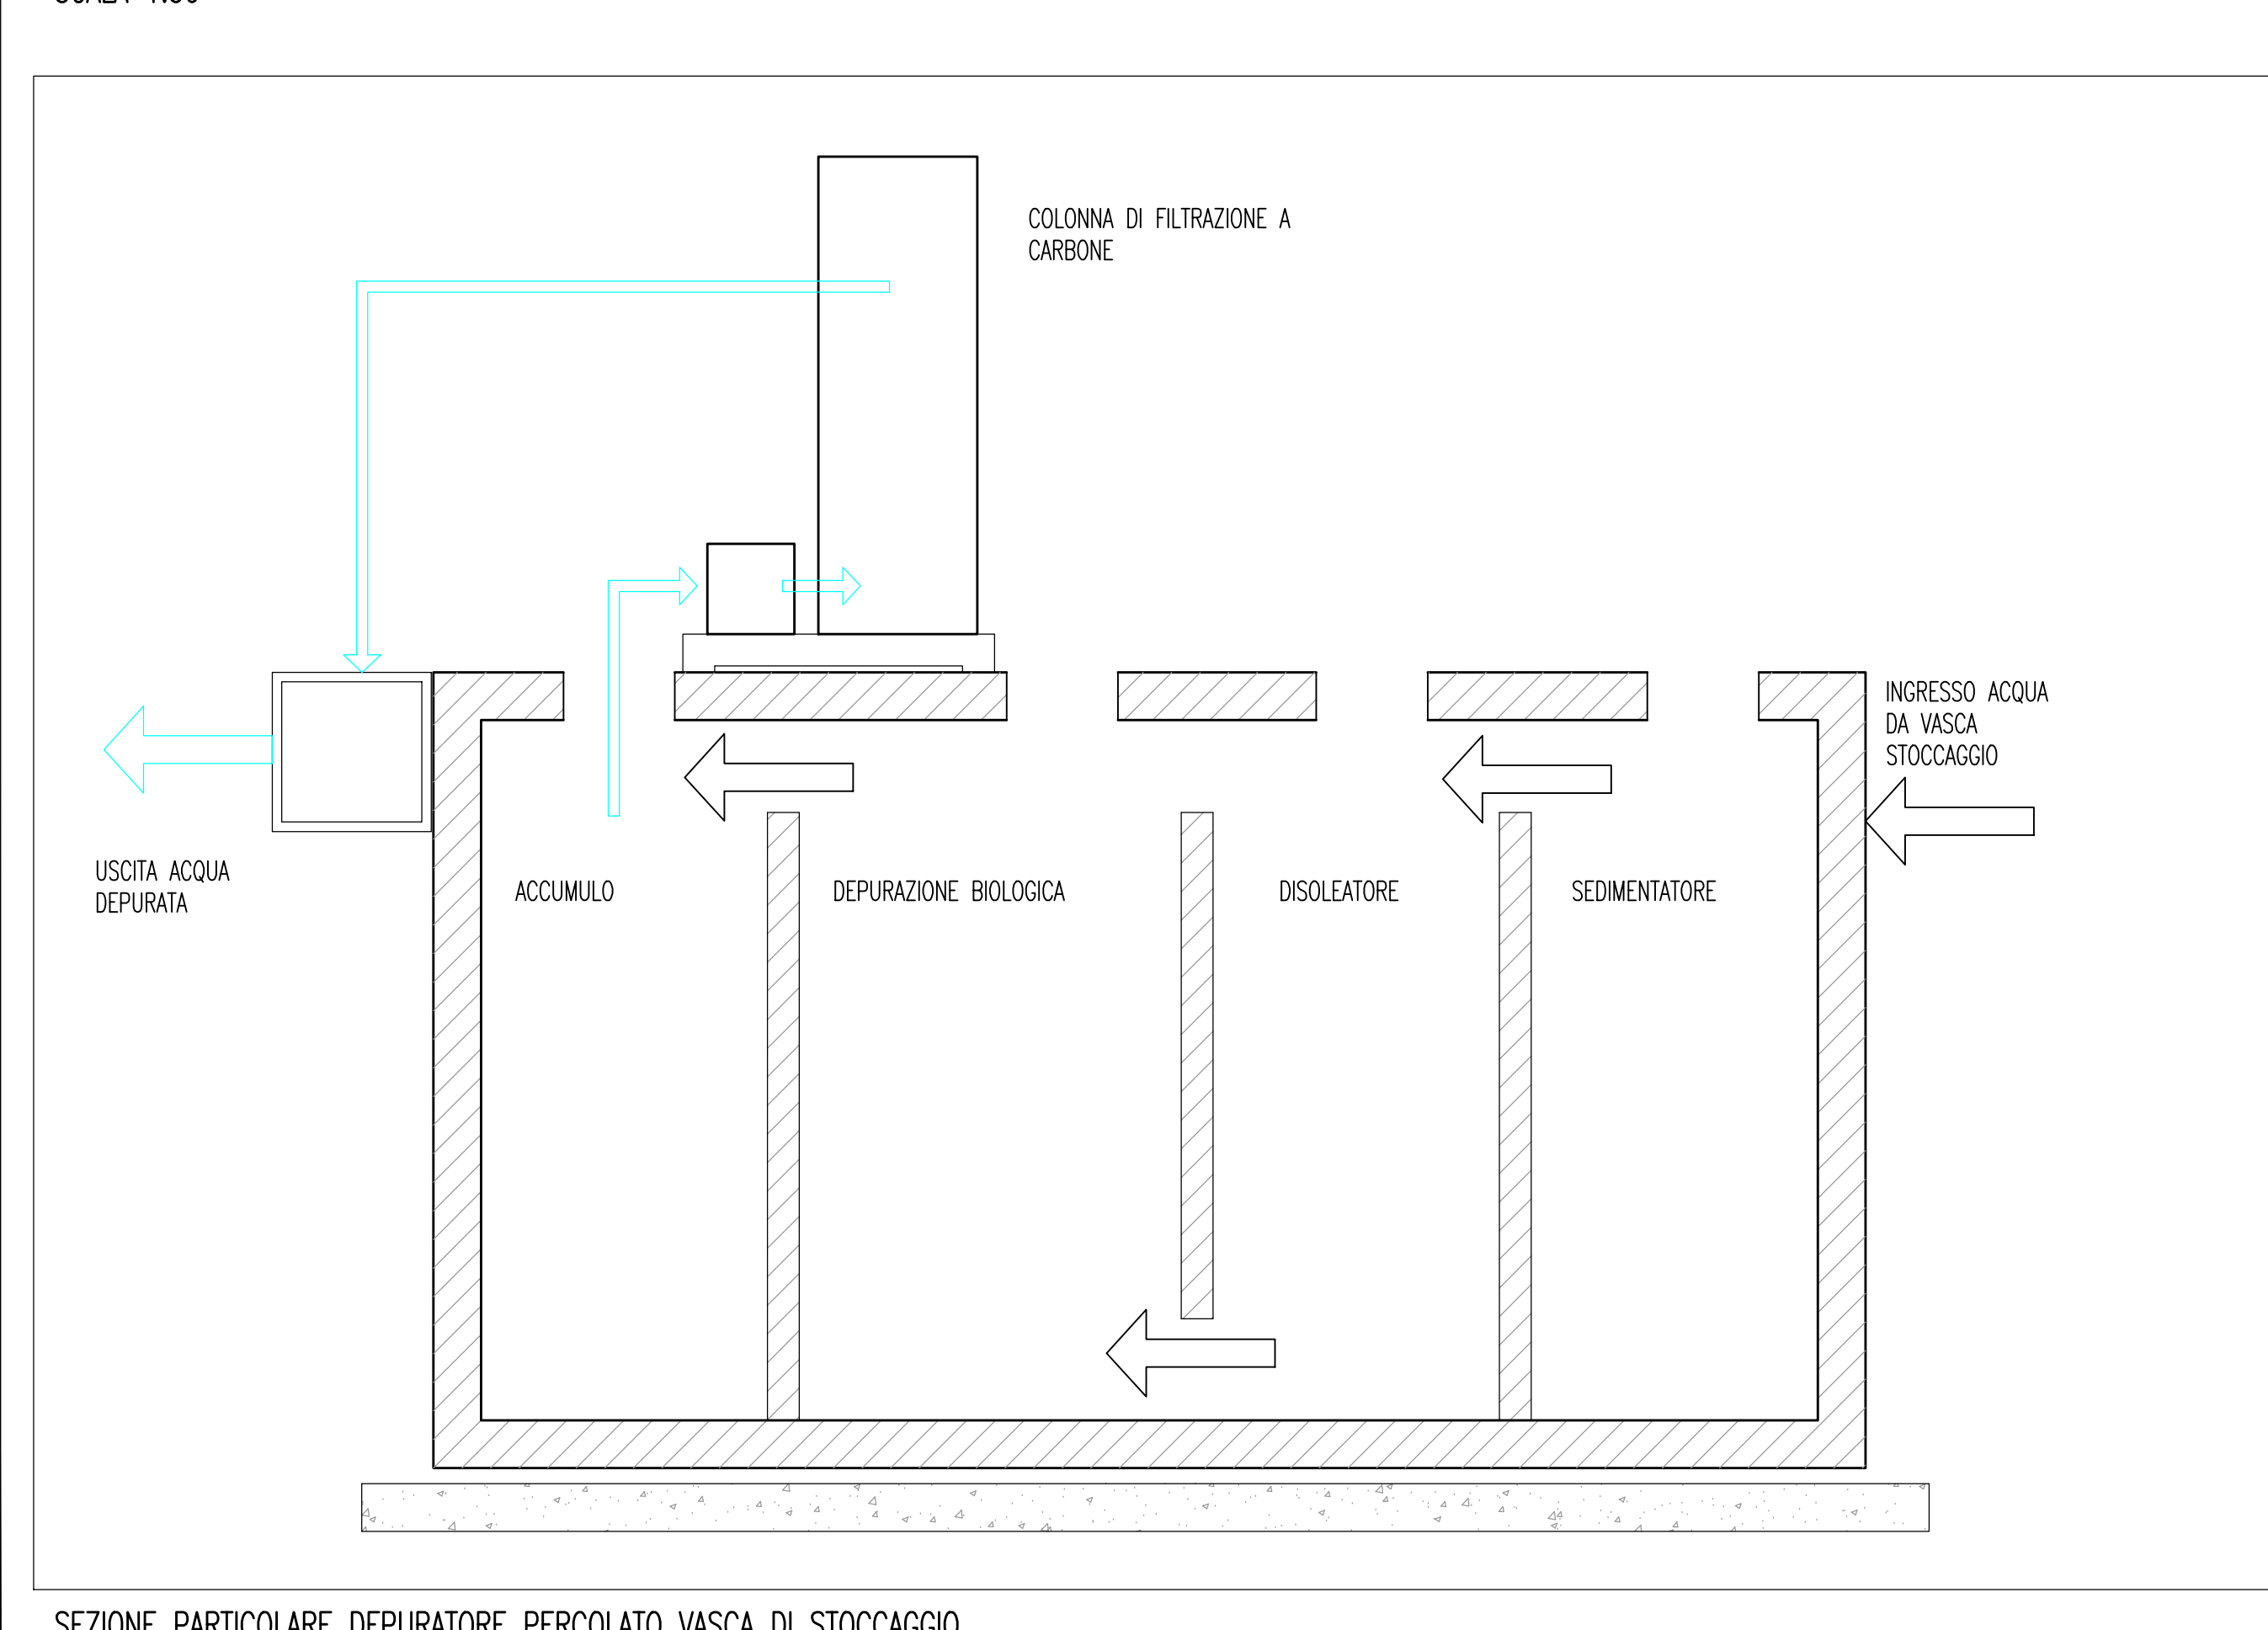 COLONNA DI FILTRAZIONE A
CARBONE
INGRESSO ACQUA
DA VASCA
STOCCAGGIO
USCITA ACQUA
DEPURATA
ACCUMULO
DEPURAZIONE BIOLOGICA
DISOLEATORE
SEDIMENTATORE
SEZIONE PARTICOLARE DEPURATORE PERCOLATO VASCA DI STOCCAGGIO